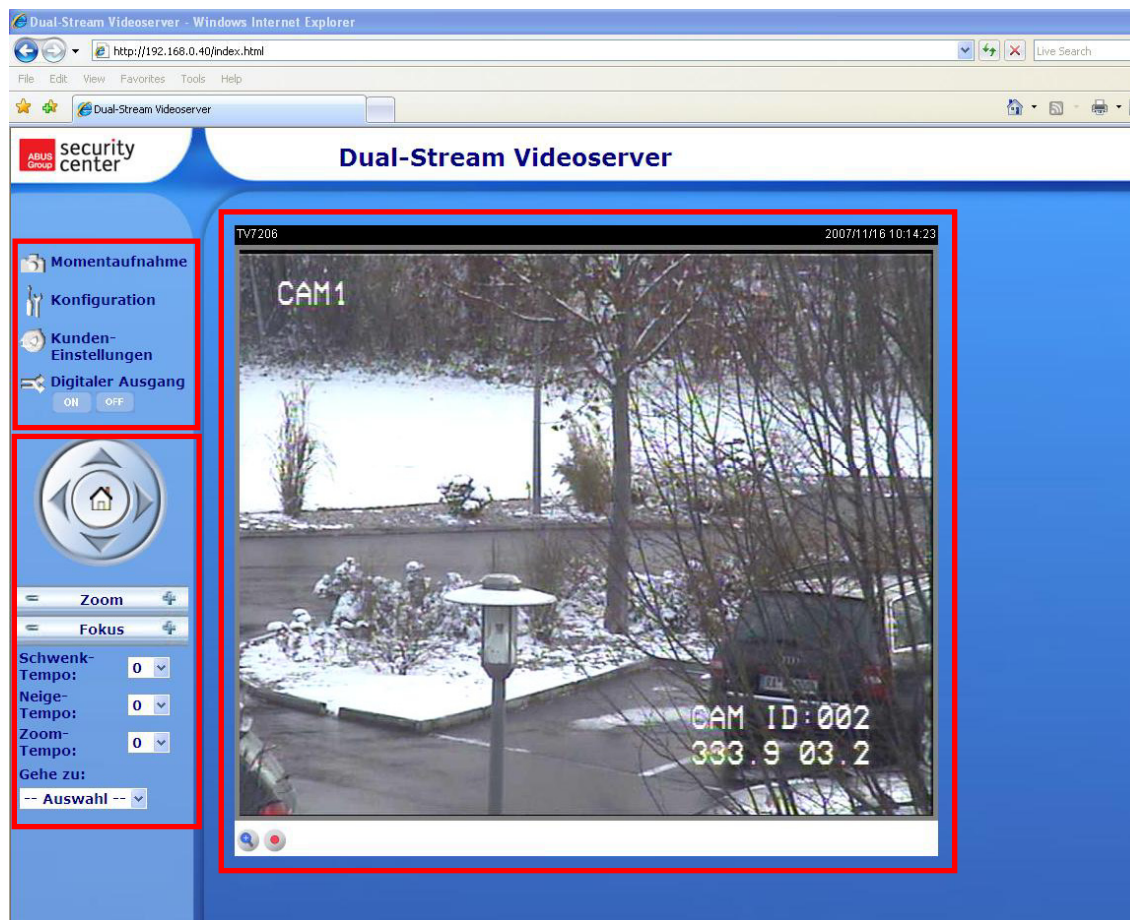 Dual-Stream Videoserver - Windows Internet Explorer
http://192.168.0.40/index.html
Live Search
File Edit View Favorites Tools Help
Dual-Stream Videoserver
ABUS Group security center
Dual-Stream Videoserver
TV7206 2007/11/16 10:14:23
CAM1
Momentaufnahme
Konfiguration
Kunden-
Einstellungen
Digitaler Ausgang
ON OFF
Zoom
Fokus
Schwenk-
Tempo: 0
Neige-
Tempo: 0
Zoom-
Tempo: 0
Gehe zu:
-- Auswahl --
CAM ID:002
333.9 03.2